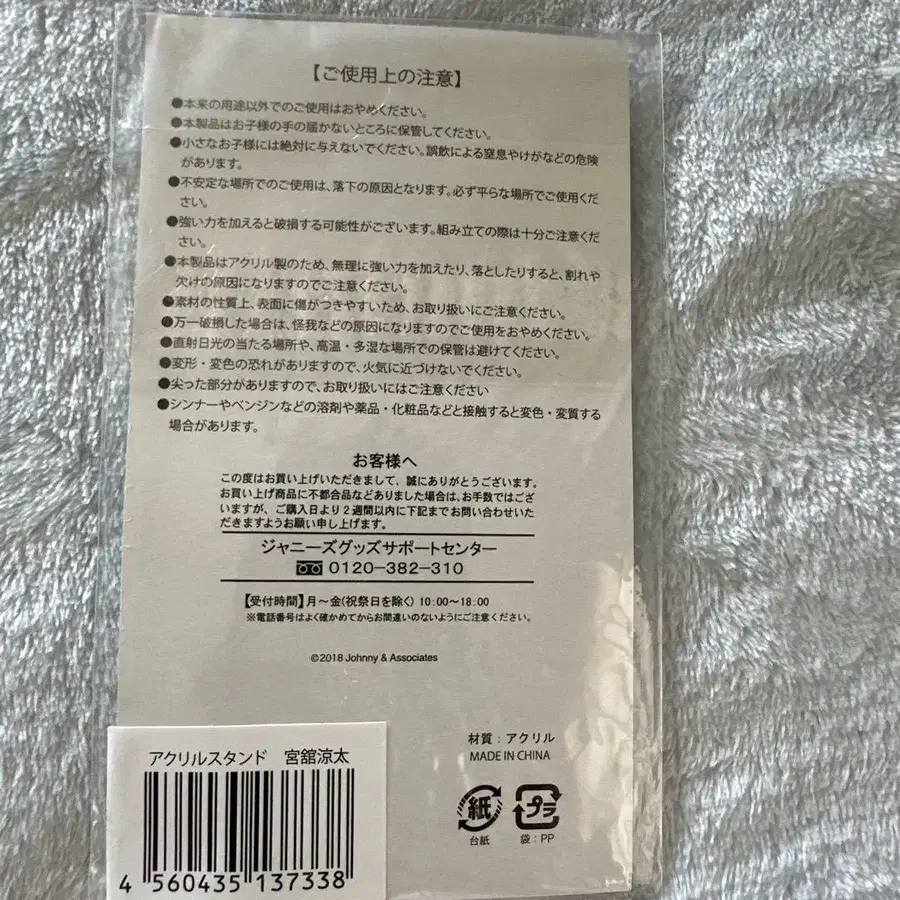 【ご使用上の注意】
●本来の用途以外でのご使用はおやめください。
●本製品はお子様の手の届かないところに保管してください。
●小さなお子様には絶対に与えないでください。誤飲による窒息やけがなどの危険
があります。
●不安定な場所でのご使用は、落下の原因となります。必ず平らな場所でご使用くだ
さい。
●強い力を加えると破損する可能性がございます。組み立ての際は十分ご注意くださ
い。
●本製品はアクリル製のため、無理に強い力を加えたり、落としたりすると、割れや
欠けの原因になりますのでご注意ください。
●素材の性質上、表面に傷がつきやすいため、お取り扱いにご注意ください。
●万一破損した場合は、怪我などの原因になりますのでご使用をおやめください。
●直射日光の当たる場所や、高温・多湿な場所での保管は避けてください。
●変形・変色の恐れがありますので、火気に近づけないでください。
●尖った部分がありますので、お取り扱いにはご注意ください
●シンナーやベンジンなどの溶剤や薬品・化粧品などと接触すると変色・変質する
場合があります。
お客様へ
この度はお買い上げいただきまして、誠にありがとうございます。
お買い上げ商品に不都合品などありました場合は、お手数ではござ
いますが、ご購入日より2週間以内に下記までお問い合わせいた
だきますようお願い申し上げます。
ジャニーズグッズサポートセンター
0120-382-310
【受付時間】月～金(祝祭日を除く) 10:00～18:00
※電話番号はよく確かめてからお間違いのないようにご注意ください。
©2018 Johnny & Associates
材質：アクリル
MADE IN CHINA
紙
プラ
台紙
袋：PP
アクリルスタンド 宮舘涼太
4 560435 137338